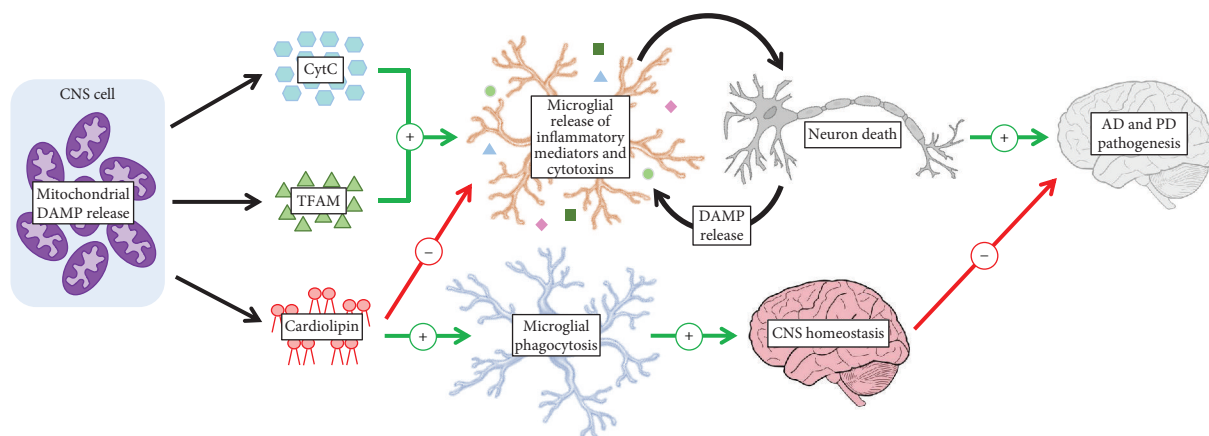 CNS cell
Mitochondrial
DAMP release
CytC
TFAM
Cardiolipin
+
+
−
Microglial
release of
inflammatory
mediators and
cytotoxins
Microglial
phagocytosis
DAMP
release
Neuron death
+
+
CNS homeostasis
−
AD and PD
pathogenesis